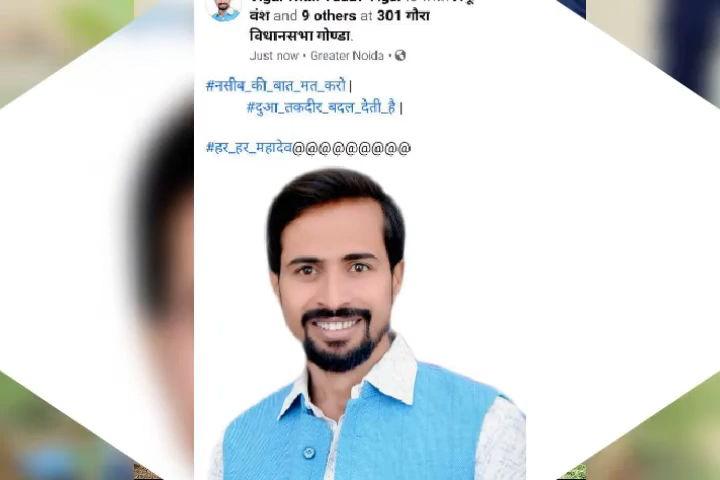 वंश and 9 others at 301 गौरा
विधानसभा गोण्डा.
Just now • Greater Noida •
#नसीब_की_बात_मत_करो|
#दुआ_तकदीर_बदल_देती_है|
#हर_हर_महादेव@@@@@@@@@